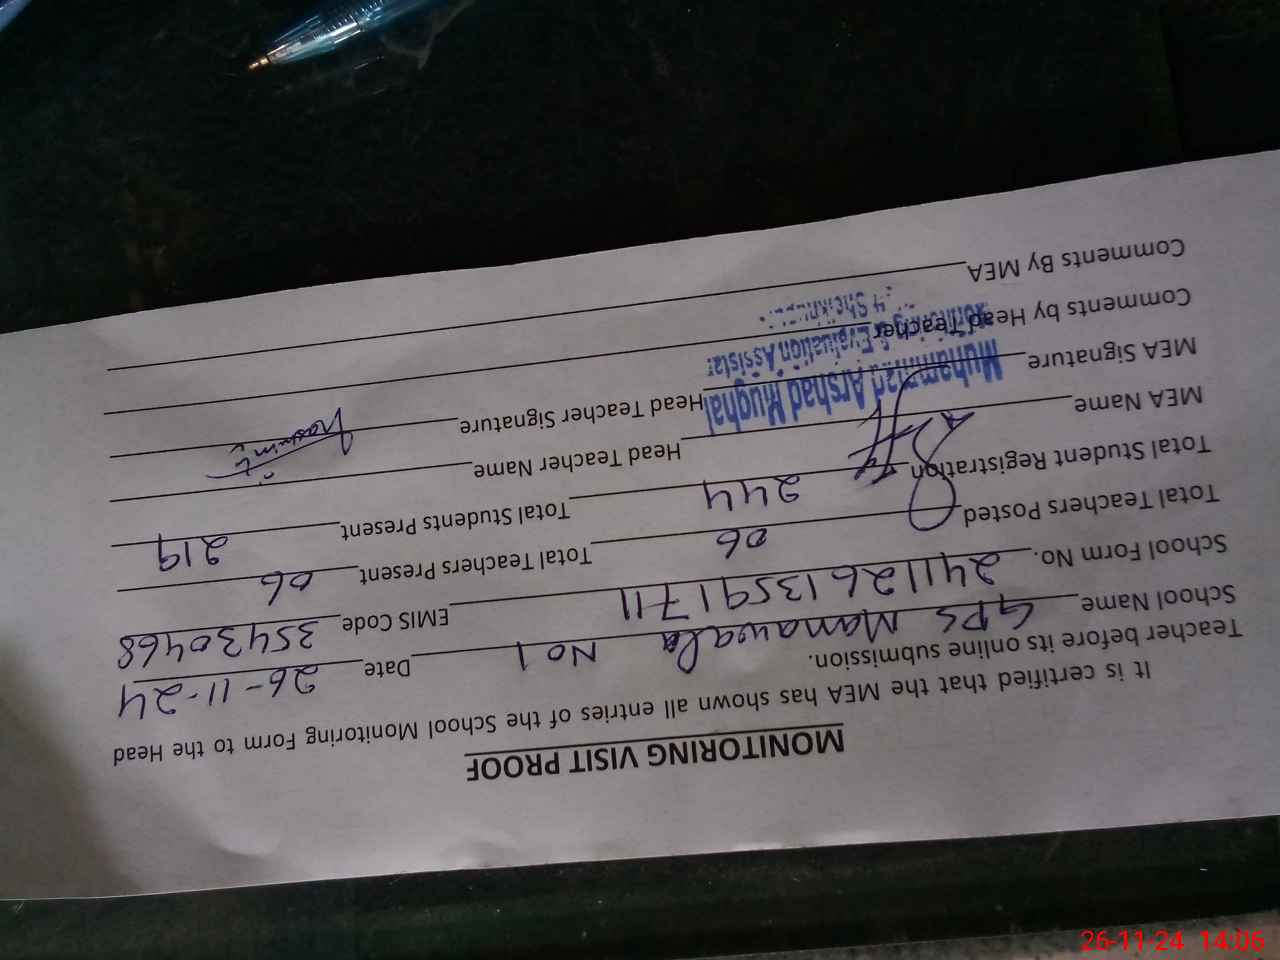 MONITORING VISIT PROOF
It is certified that the MEA has shown all entries of the School Monitoring Form to the Head
Teacher before its online submission.
School Name GPS Manawala No 1 Date 26-11-24
School Form No. 24112613591711 EMIS Code 35430468
Total Teachers Posted 06 Total Teachers Present 06
Total Student Registration 244 Total Students Present 219
MEA Name Head Teacher Name
MEA Signature Muhammad Arshad Mughal Head Teacher Signature
Comments by Head Teacher & Evaluation Assistant
Comments By MEA
26-11-24 14:06